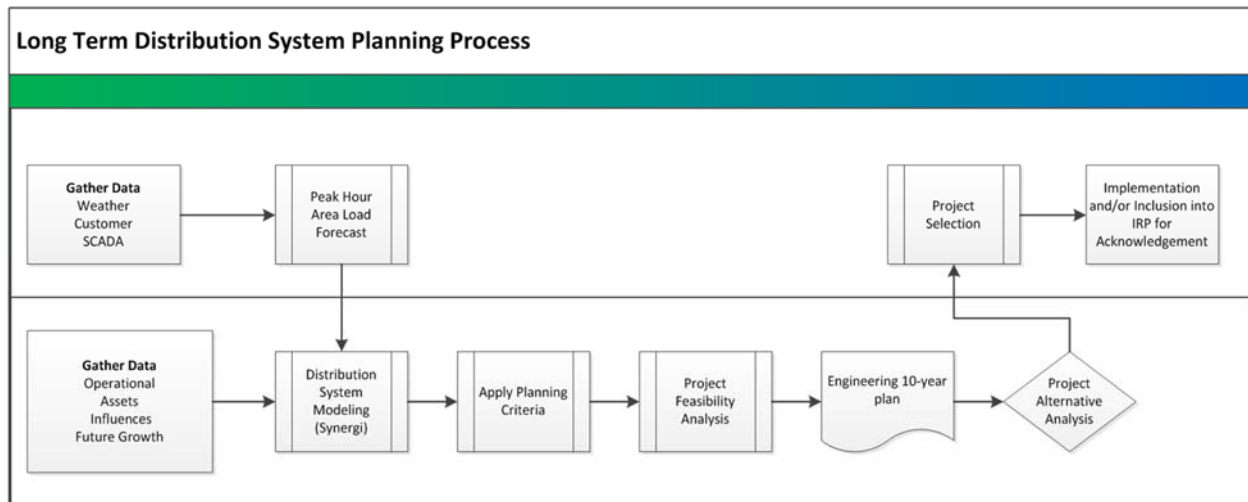 Long Term Distribution System Planning Process
Gather Data
Weather
Customer
SCADA
Peak Hour
Area Load
Forecast
Project
Selection
Implementation
and/or Inclusion into
IRP for
Acknowledgement
Gather Data
Operational
Assets
Influences
Future Growth
Distribution
System
Modeling
(Synergi)
Apply Planning
Criteria
Project
Feasibility
Analysis
Engineering 10-year
plan
Project
Alternative
Analysis